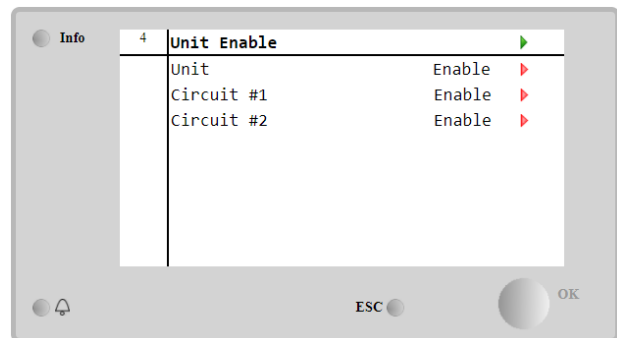 Info
4 Unit Enable
Unit Enable
Circuit #1 Enable
Circuit #2 Enable
ESC
OK